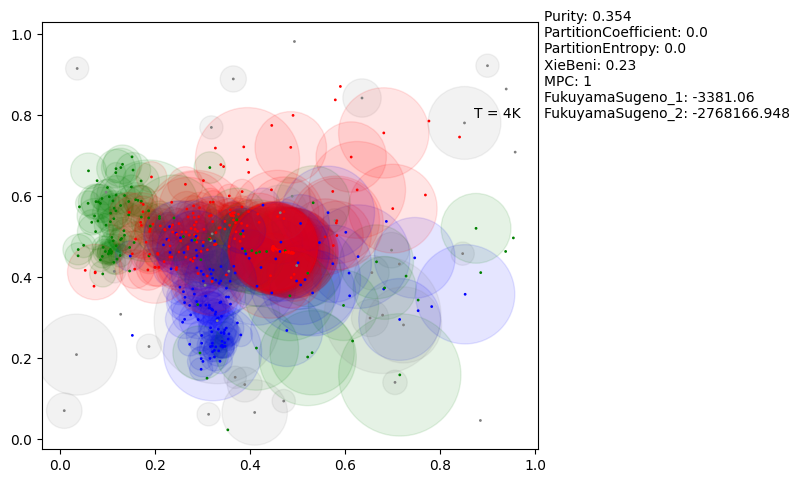 Purity: 0.354
PartitionCoefficient: 0.0
PartitionEntropy: 0.0
XieBeni: 0.23
MPC: 1
FukuyamaSugeno_1: -3381.06
FukuyamaSugeno_2: -2768166.948
T = 4K
1.0
0.8
0.6
0.4
0.2
0.0
0.0 0.2 0.4 0.6 0.8 1.0